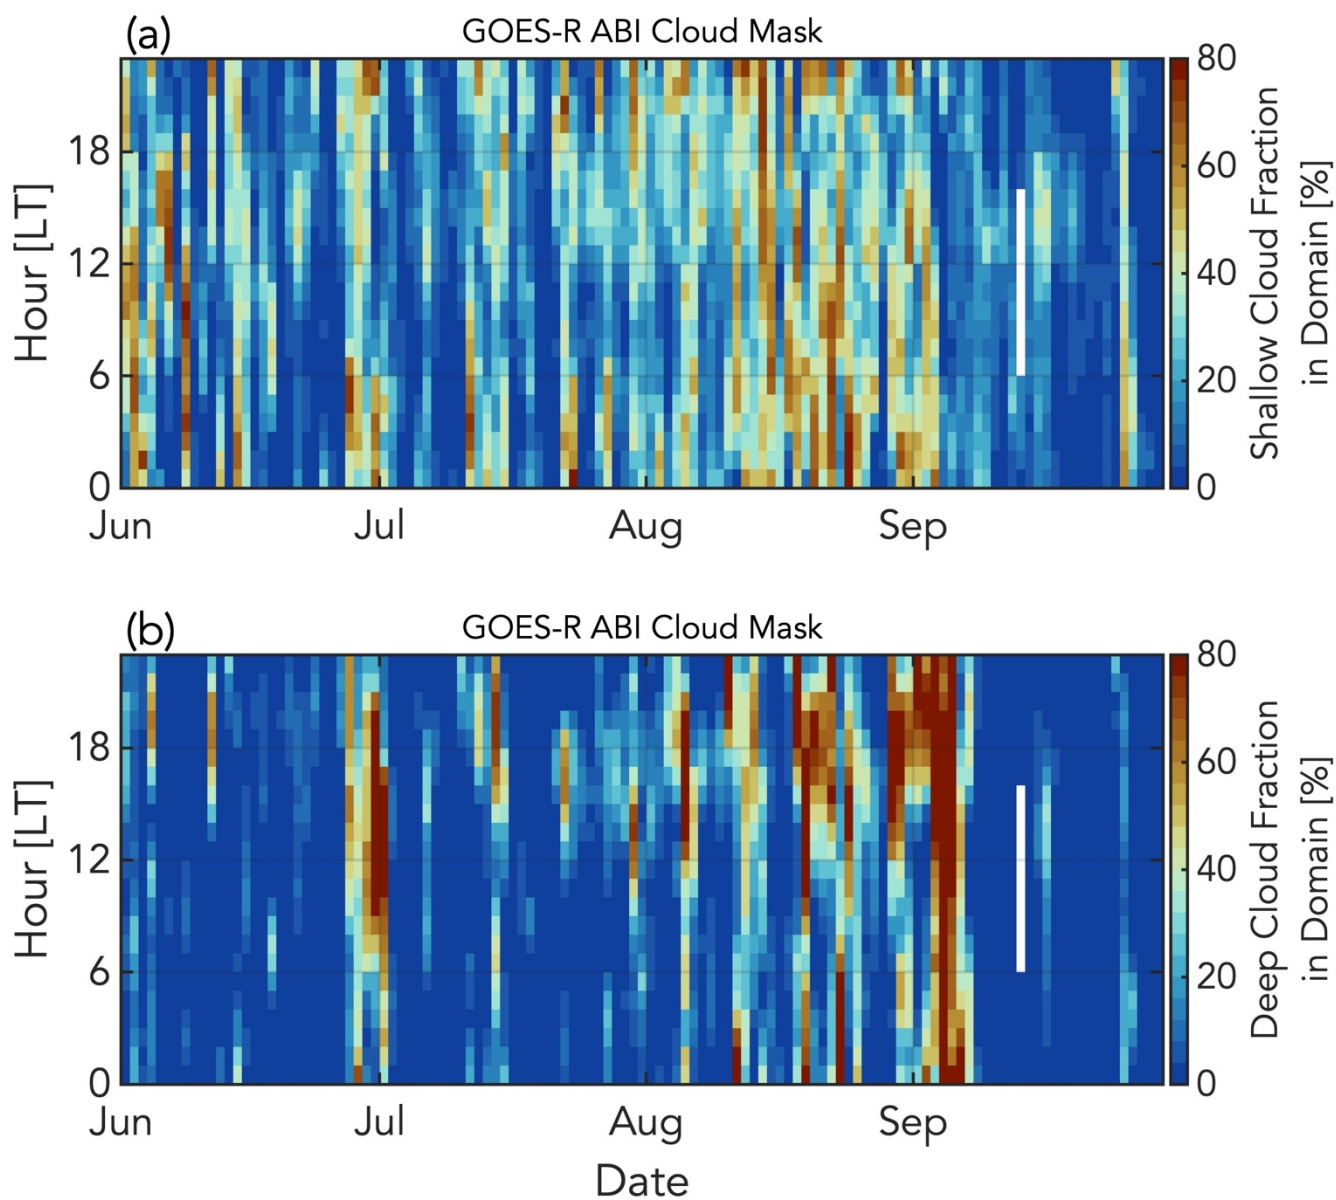 (a)
GOES-R ABI Cloud Mask
Hour [LT]
18
12
6
0
Jun
Jul
Aug
Sep
80
60
40
20
0
Shallow Cloud Fraction
in Domain [%]
(b)
GOES-R ABI Cloud Mask
Hour [LT]
18
12
6
0
Jun
Jul
Aug
Sep
Date
80
60
40
20
0
Deep Cloud Fraction
in Domain [%]